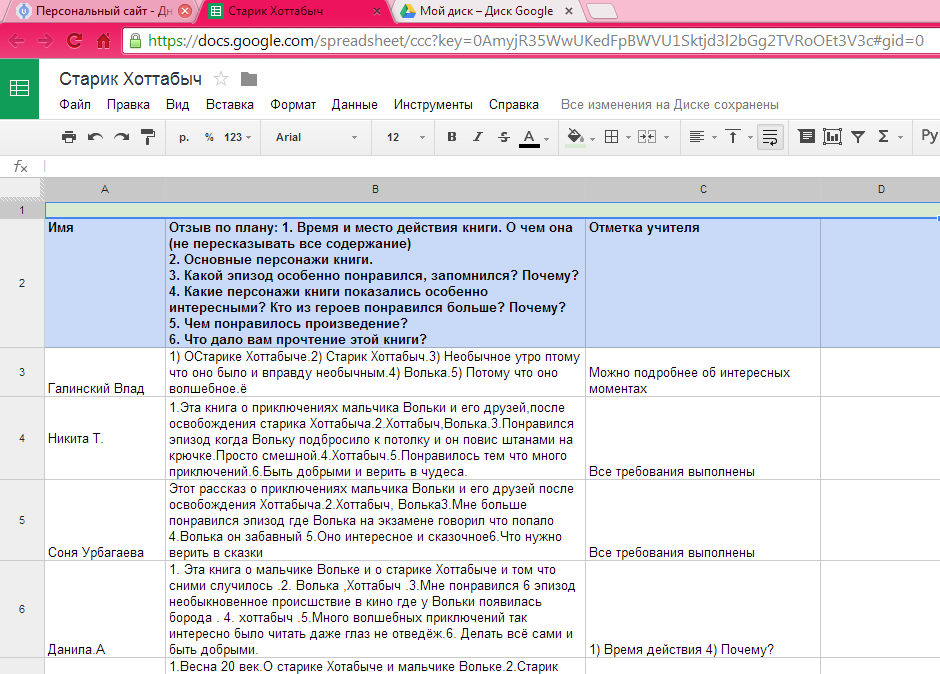 Персональный сайт - Дн
Старик Хоттабыч
Мой диск – Диск Google
https://docs.google.com/spreadsheet/ccc?key=0AmyjR35WwUKedFpBWVU1Sktjd3l2bGg2TVRoOEt3V3c#gid=0
Старик Хоттабыч
Файл Правка Вид Вставка Формат Данные Инструменты Справка Все изменения на Диске сохранены
р. % 123 Arial 12 B I S A Σ Ру
fx
A B C D
1
2
Имя
Отзыв по плану: 1. Время и место действия книги. О чем она
(не пересказывать все содержание)
2. Основные персонажи книги.
3. Какой эпизод особенно понравился, запомнился? Почему?
4. Какие персонажи книги показались особенно
интересными? Кто из героев понравился больше? Почему?
5. Чем понравилось произведение?
6. Что дало вам прочтение этой книги?
Отметка учителя
3
Галинский Влад
1) ОСтарике Хоттабыче.2) Старик Хоттабыч.3) Необычное утро птому
что оно было и вправду необычным.4) Волька.5) Потому что оно
волшебное.ё
Можно подробнее об интересных
моментах
4
Никита Т.
1.Эта книга о приключениях мальчика Вольки и его друзей,после
освобождения старика Хоттабыча.2.Хоттабыч,Волька.3.Понравился
эпизод когда Вольку подбросило к потолку и он повис штанами на
крючке.Просто смешной.4.Хоттабыч.5.Понравилось тем что много
приключений.6.Быть добрыми и верить в чудеса.
Все требования выполнены
5
Соня Урбагаева
Этот рассказ о приключениях мальчика Вольки и его друзей после
освобождения Хоттабыча.2.Хоттабыч, Волька3.Мне больше
понравился эпизод где Волька на экзамене говорил что попало
4.Волька он забавный 5.Оно интересное и сказочное6.Что нужно
верить в сказки
Все требования выполнены
6
Данила.А
1. Эта книга о мальчике Вольке и о старике Хоттабыче и том что
сними случилось .2. Волька ,Хоттабыч .3.Мне понравился 6 эпизод
необыкновенное происшствие в кино где у Вольки появилась
борода . 4. хоттабыч .5.Много волшебных приключений так
интересно было читать даже глаз не отведёж.6. Делать всё сами и
быть добрыми.
1) Время действия 4) Почему?
1.Весна 20 век.О старике Хотабыче и мальчике Вольке.2.Старик